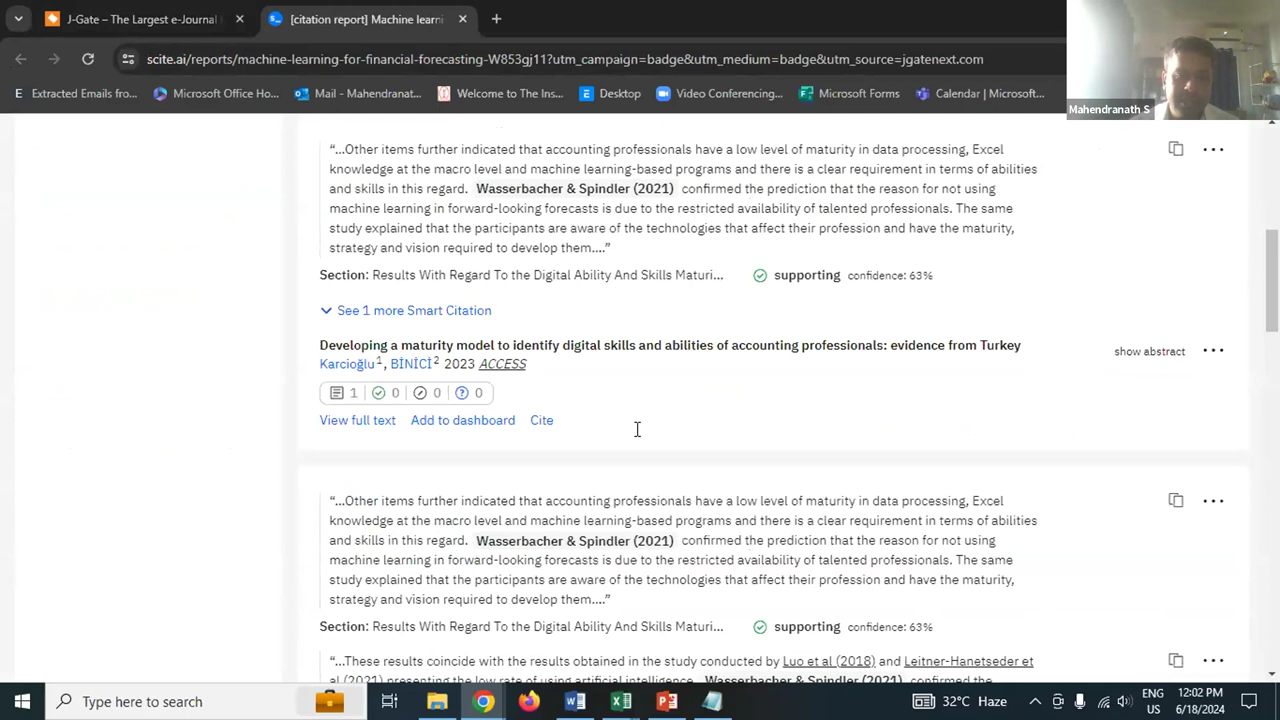 J-Gate – The Largest e-Journal
[citation report] Machine learni
scite.ai/reports/machine-learning-for-financial-forecasting-W853gj11?utm_campaign=badge&utm_medium=badge&utm_source=jgatenext.com
Extracted Emails fro...
Microsoft Office Ho...
Mail - Mahendranat...
Welcome to The Ins...
Desktop
Video Conferencing...
Microsoft Forms
Calendar | Microsoft...
Mahendranath S
“...Other items further indicated that accounting professionals have a low level of maturity in data processing, Excel
knowledge at the macro level and machine learning-based programs and there is a clear requirement in terms of abilities
and skills in this regard. Wasserbacher & Spindler (2021) confirmed the prediction that the reason for not using
machine learning in forward-looking forecasts is due to the restricted availability of talented professionals. The same
study explained that the participants are aware of the technologies that affect their profession and have the maturity,
strategy and vision required to develop them....”
Section: Results With Regard To the Digital Ability And Skills Maturi... supporting confidence: 63%
See 1 more Smart Citation
Developing a maturity model to identify digital skills and abilities of accounting professionals: evidence from Turkey
show abstract
Karcioğlu1, BİNİCİ2 2023 ACCESS
1 0 0 0
View full text Add to dashboard Cite
“...Other items further indicated that accounting professionals have a low level of maturity in data processing, Excel
knowledge at the macro level and machine learning-based programs and there is a clear requirement in terms of abilities
and skills in this regard. Wasserbacher & Spindler (2021) confirmed the prediction that the reason for not using
machine learning in forward-looking forecasts is due to the restricted availability of talented professionals. The same
study explained that the participants are aware of the technologies that affect their profession and have the maturity,
strategy and vision required to develop them....”
Section: Results With Regard To the Digital Ability And Skills Maturi... supporting confidence: 63%
“...These results coincide with the results obtained in the study conducted by Luo et al (2018) and Leitner-Hanetseder et
al (2021) presenting the low rate of using artificial intelligence. Wasserbacher & Spindler (2021) confirmed the
Type here to search
32°C Haze
ENG
US
12:02 PM
6/18/2024